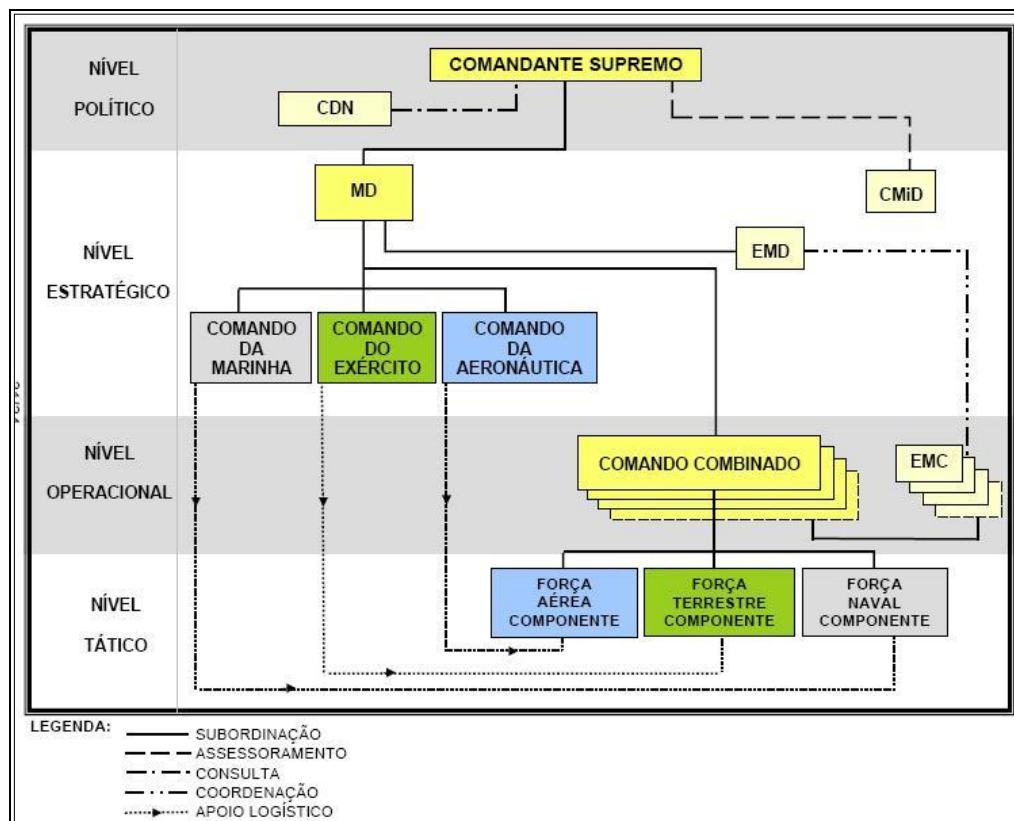 COMANDANTE SUPREMO
NÍVEL
POLÍTICO
CDN
MD
CMiD
NÍVEL
ESTRATÉGICO
EMD
COMANDO
DA
MARINHA
COMANDO
DO
EXÉRCITO
COMANDO
DA
AERONÁUTICA
NÍVEL
OPERACIONAL
COMANDO COMBINADO
EMC
NÍVEL
TÁTICO
FORÇA
AÉREA
COMPONENTE
FORÇA
TERRESTRE
COMPONENTE
FORÇA
NAVAL
COMPONENTE
LEGENDA:
SUBORDINAÇÃO
ASSESSORAMENTO
CONSULTA
COORDENAÇÃO
APOIO LOGÍSTICO